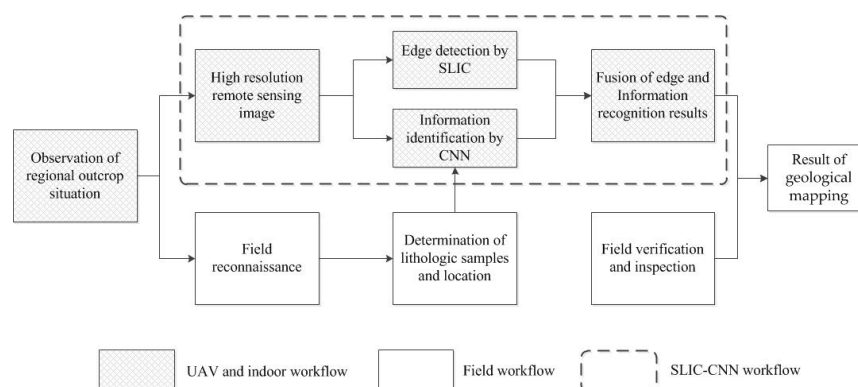 High resolution
remote sensing
image
Edge detection by
SLIC
Information
identification by
CNN
Fusion of edge and
Information
recognition results
Observation of
regional outcrop
situation
Result of
geological
mapping
Field
reconnaissance
Determination of
lithologic samples
and location
Field verification
and inspection
UAV and indoor workflow
Field workflow
SLIC-CNN workflow